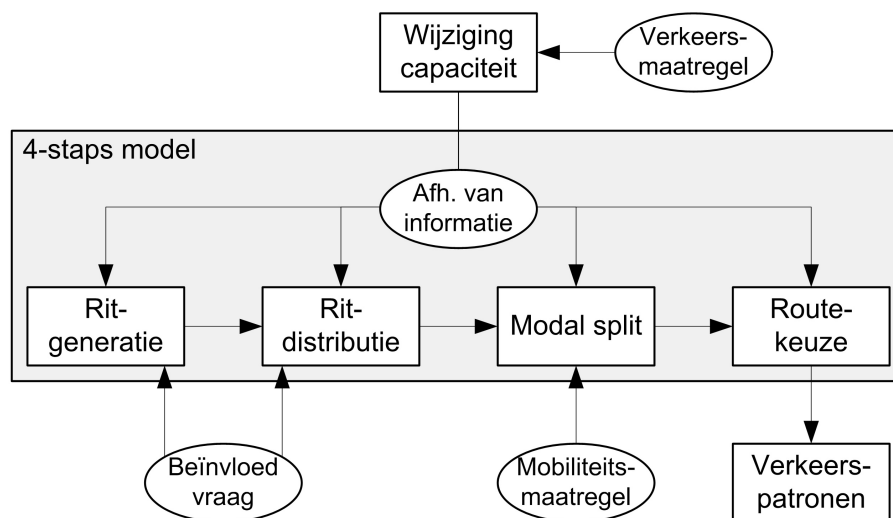 Wijziging
capaciteit
Verkeers-
maatregel
4-staps model
Afh. van
informatie
Rit-
generatie
Rit-
distributie
Modal split
Route-
keuze
Beïnvloed
vraag
Mobiliteits-
maatregel
Verkeers-
patronen